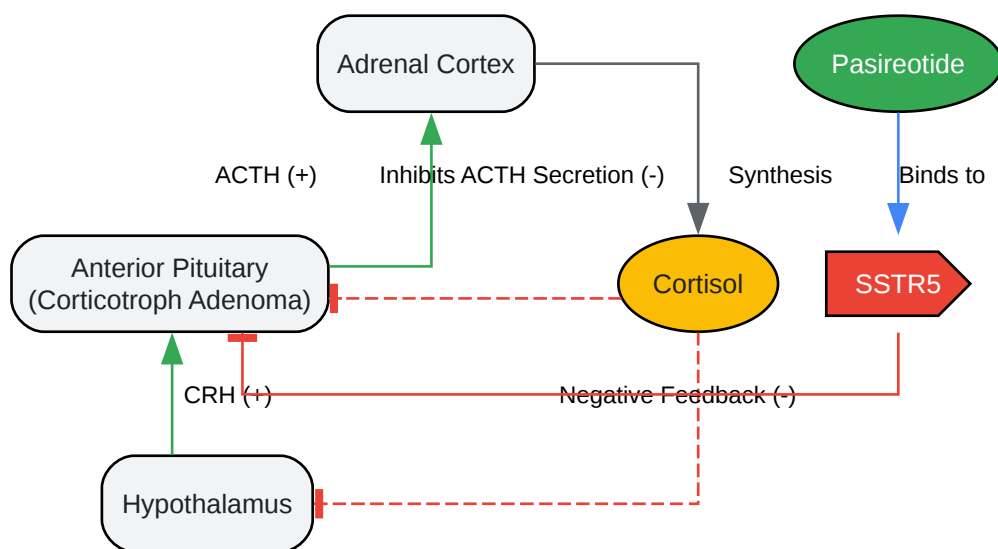 Adrenal Cortex
Pasireotide
ACTH (+)
Inhibits ACTH Secretion (-)
Synthesis
Binds to
Anterior Pituitary
(Corticotroph Adenoma)
Cortisol
SSTR5
CRH (+)
Negative Feedback (-)
Hypothalamus